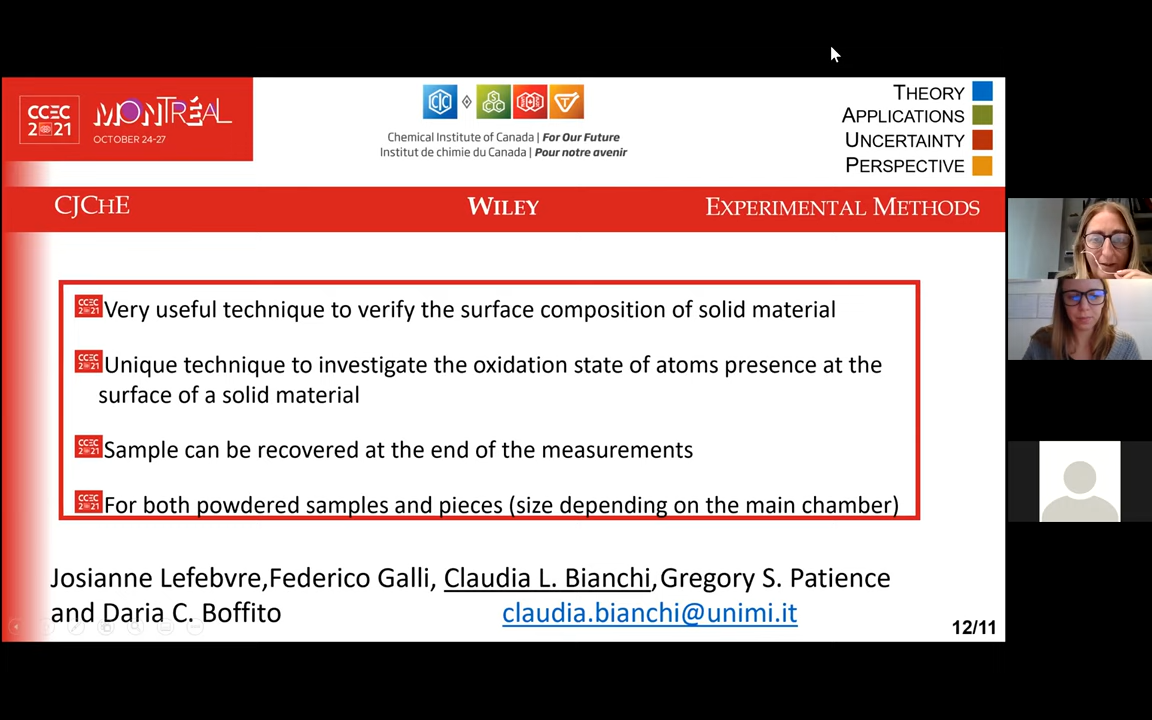 CCEC
2021
MONTRÉAL
OCTOBER 24-27
Chemical Institute of Canada | For Our Future
Institut de chimie du Canada | Pour notre avenir
THEORY
APPLICATIONS
UNCERTAINTY
PERSPECTIVE
CJCHE
WILEY
EXPERIMENTAL METHODS
Very useful technique to verify the surface composition of solid material
Unique technique to investigate the oxidation state of atoms presence at the
surface of a solid material
Sample can be recovered at the end of the measurements
For both powdered samples and pieces (size depending on the main chamber)
Josianne Lefebvre,Federico Galli, Claudia L. Bianchi,Gregory S. Patience
and Daria C. Boffito
claudia.bianchi@unimi.it
12/11